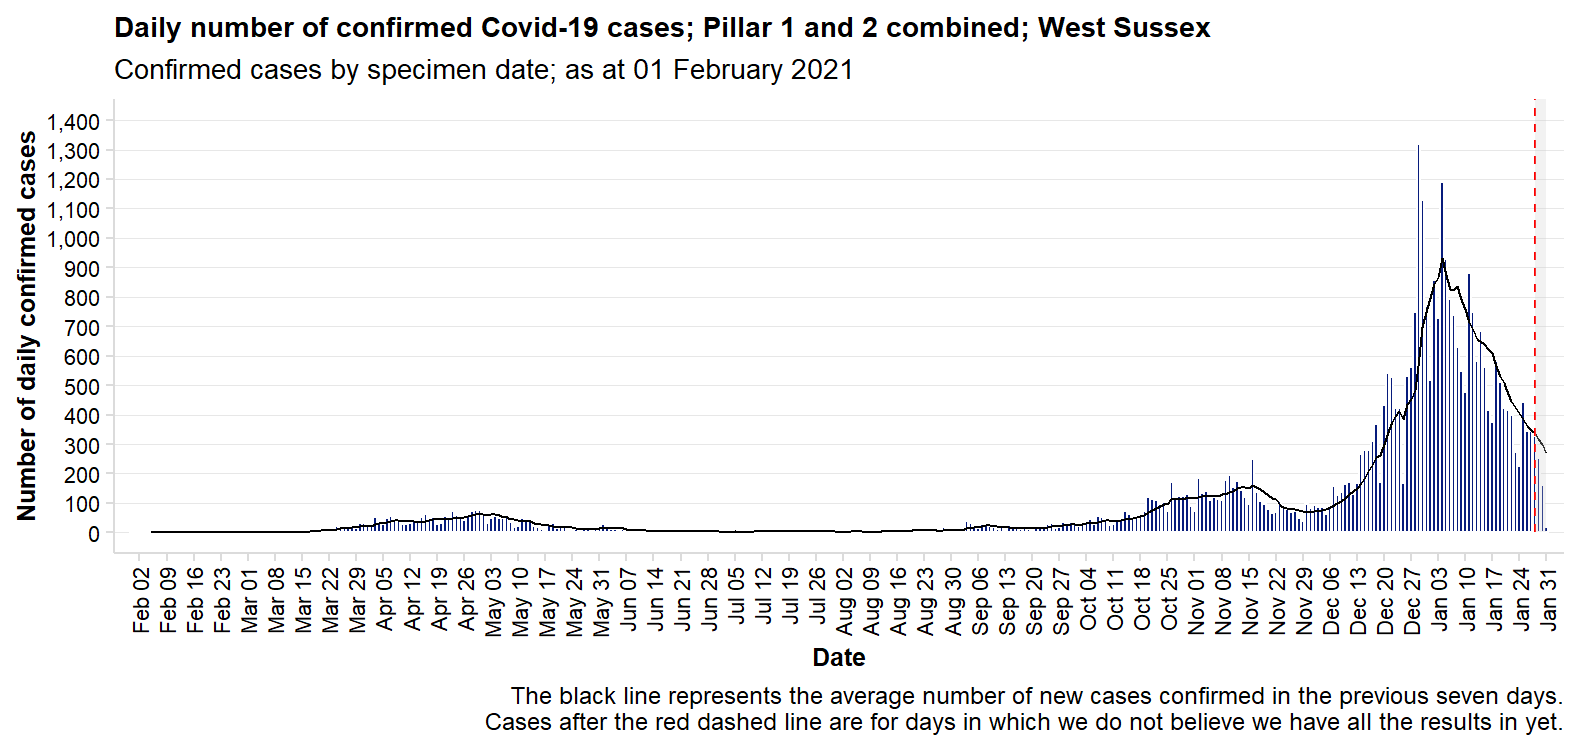 Daily number of confirmed Covid-19 cases; Pillar 1 and 2 combined; West Sussex
Confirmed cases by specimen date; as at 01 February 2021
Number of daily confirmed cases
1,400
1,300
1,200
1,100
1,000
900
800
700
600
500
400
300
200
100
0
Feb 02
Feb 09
Feb 16
Feb 23
Mar 01
Mar 08
Mar 15
Mar 22
Mar 29
Apr 05
Apr 12
Apr 19
Apr 26
May 03
May 10
May 17
May 24
May 31
Jun 07
Jun 14
Jun 21
Jun 28
Jul 05
Jul 12
Jul 19
Jul 26
Aug 02
Aug 09
Aug 16
Aug 23
Aug 30
Sep 06
Sep 13
Sep 20
Sep 27
Oct 04
Oct 11
Oct 18
Oct 25
Nov 01
Nov 08
Nov 15
Nov 22
Nov 29
Dec 06
Dec 13
Dec 20
Dec 27
Jan 03
Jan 10
Jan 17
Jan 24
Jan 31
Date
The black line represents the average number of new cases confirmed in the previous seven days.
Cases after the red dashed line are for days in which we do not believe we have all the results in yet.